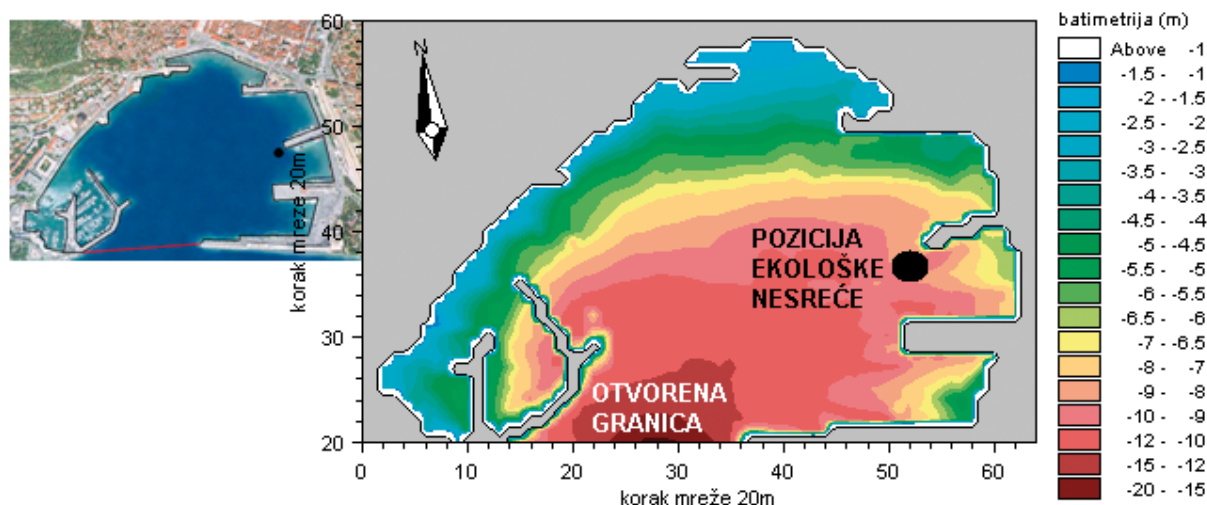 60
50
40
30
20
korak mreze 20m
N
POZICIJA
EKOLOŠKE
NESREĆE
OTVORENA
GRANICA
0 10 20 30 40 50 60
korak mreže 20m
batimetrija (m)
Above -1
-1.5 - -1
-2 - -1.5
-2.5 - -2
-3 - -2.5
-3.5 - -3
-4 - -3.5
-4.5 - -4
-5 - -4.5
-5.5 - -5
-6 - -5.5
-6.5 - -6
-7 - -6.5
-8 - -7
-9 - -8
-10 - -9
-12 - -10
-15 - -12
-20 - -15